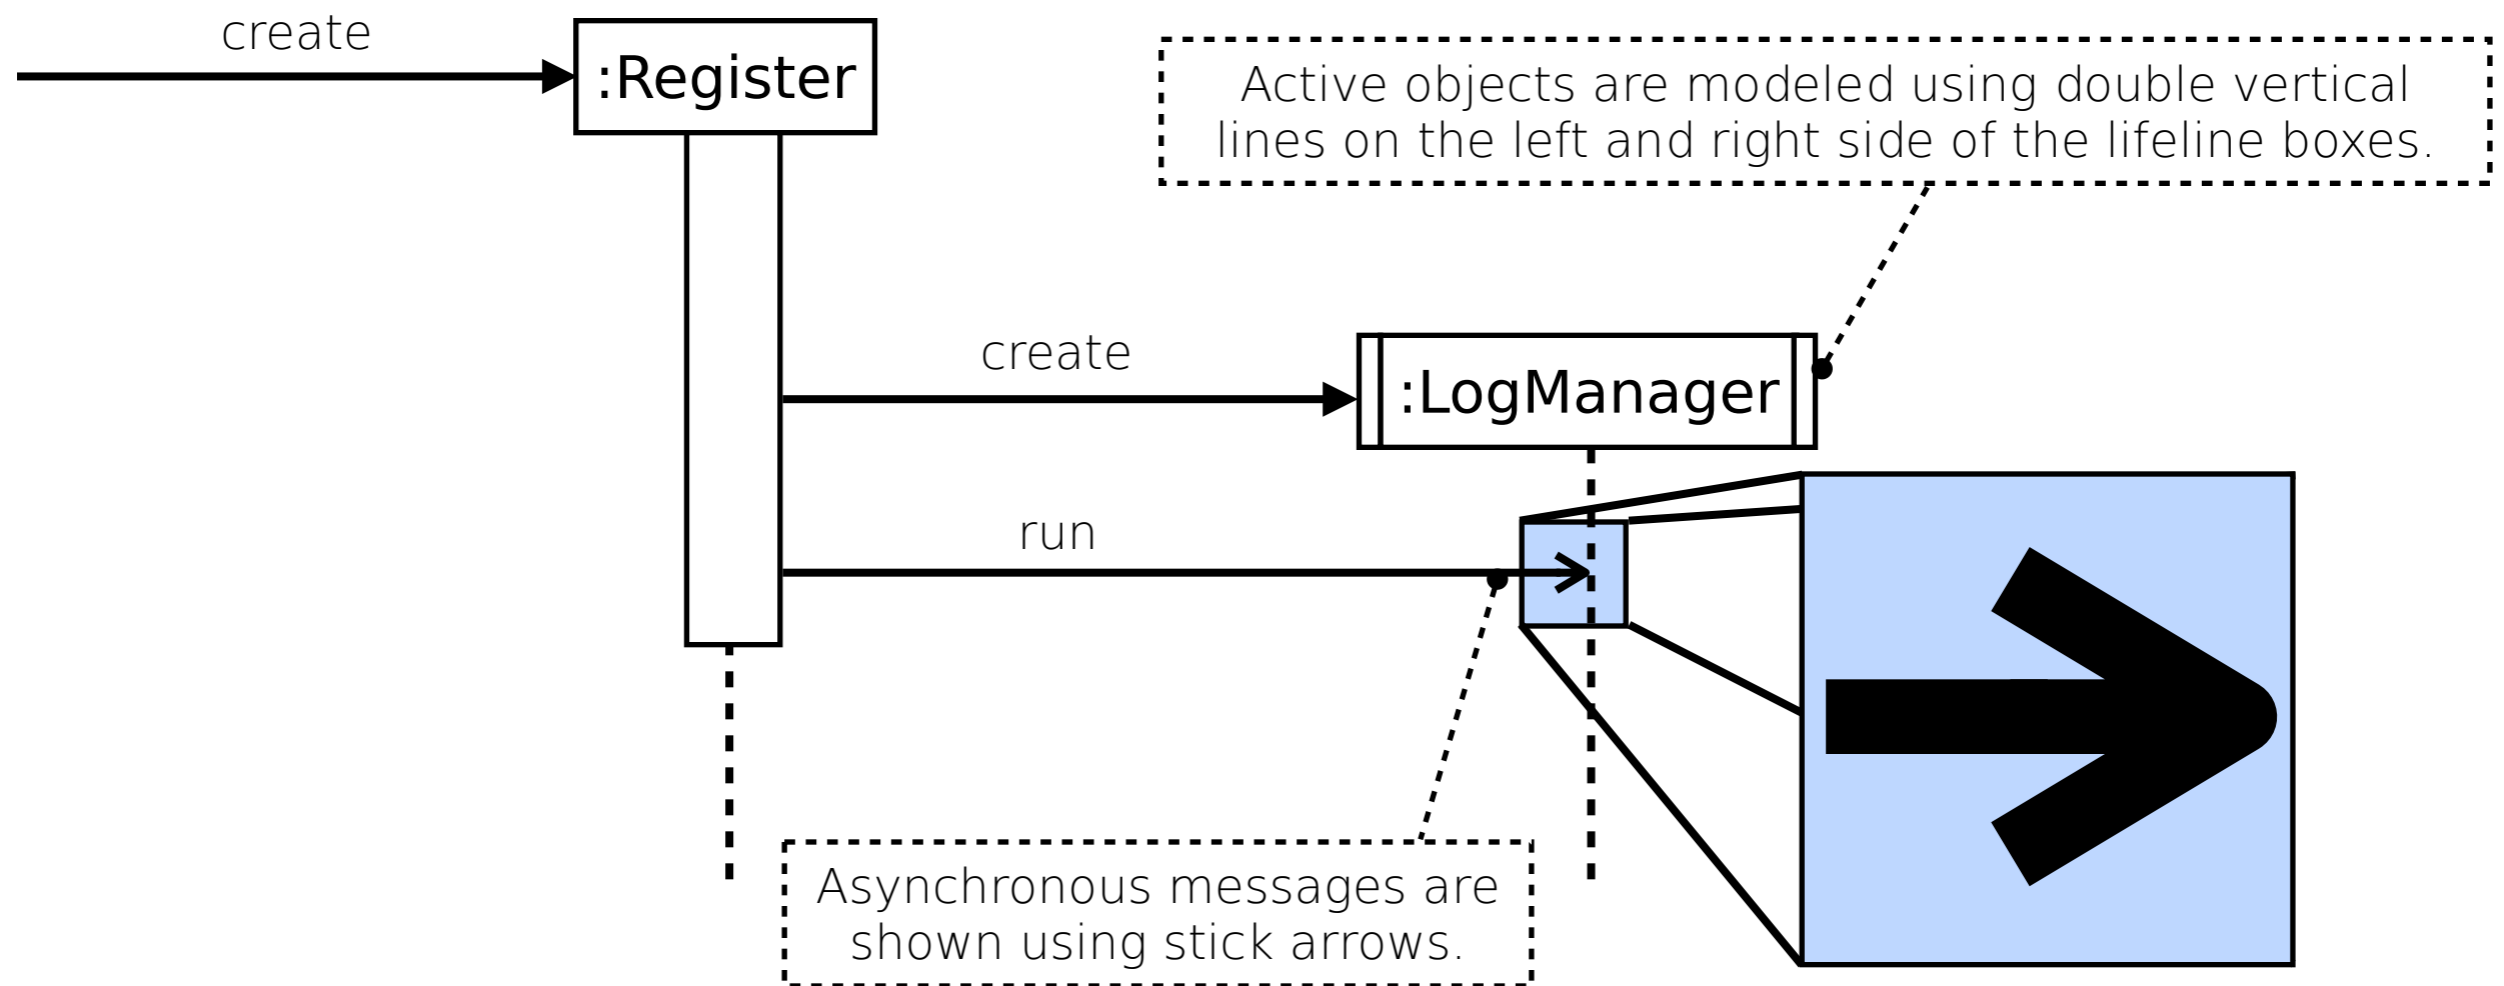 create
:Register
Active objects are modeled using double vertical
lines on the left and right side of the lifeline boxes.
create
:LogManager
run
Asynchronous messages are
shown using stick arrows.